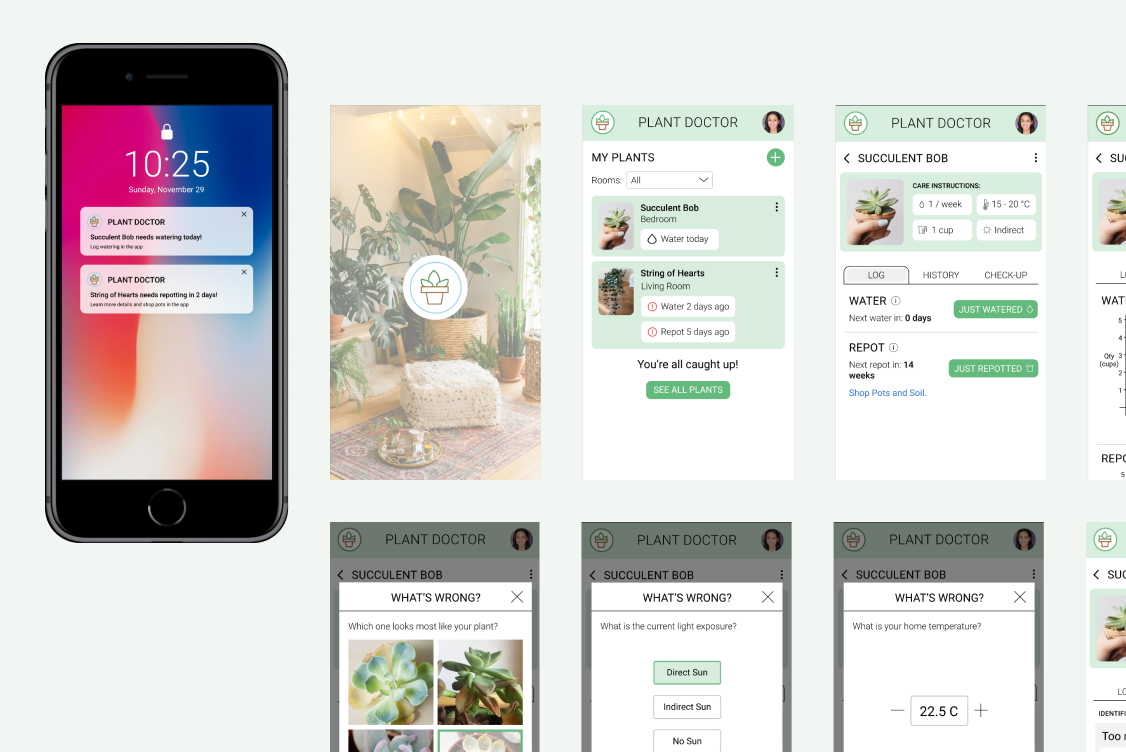 10:25
Sunday, November 29
PLANT DOCTOR
Succulent Bob needs watering today!
Log watering in the app
PLANT DOCTOR
String of Hearts needs repotting in 2 days!
Learn more details and shop pots in the app
PLANT DOCTOR
MY PLANTS
Rooms: All
Succulent Bob
Bedroom
Water today
String of Hearts
Living Room
Water 2 days ago
Repot 5 days ago
You're all caught up!
SEE ALL PLANTS
PLANT DOCTOR
SUCCULENT BOB
CARE INSTRUCTIONS:
1 / week
15 - 20 °C
1 cup
Indirect
LOG HISTORY CHECK-UP
WATER
Next water in: 0 days
JUST WATERED
REPOT
Next repot in: 14
weeks
JUST REPOTTED
Shop Pots and Soil.
SUC
LO
WATE
5
4
Qty 3
(cups)
2
1
REPO
5
PLANT DOCTOR
SUCCULENT BOB
WHAT'S WRONG?
Which one looks most like your plant?
PLANT DOCTOR
SUCCULENT BOB
WHAT'S WRONG?
What is the current light exposure?
Direct Sun
Indirect Sun
No Sun
PLANT DOCTOR
SUCCULENT BOB
WHAT'S WRONG?
What is your home temperature?
22.5 C
SUC
LO
IDENTIFI
Too